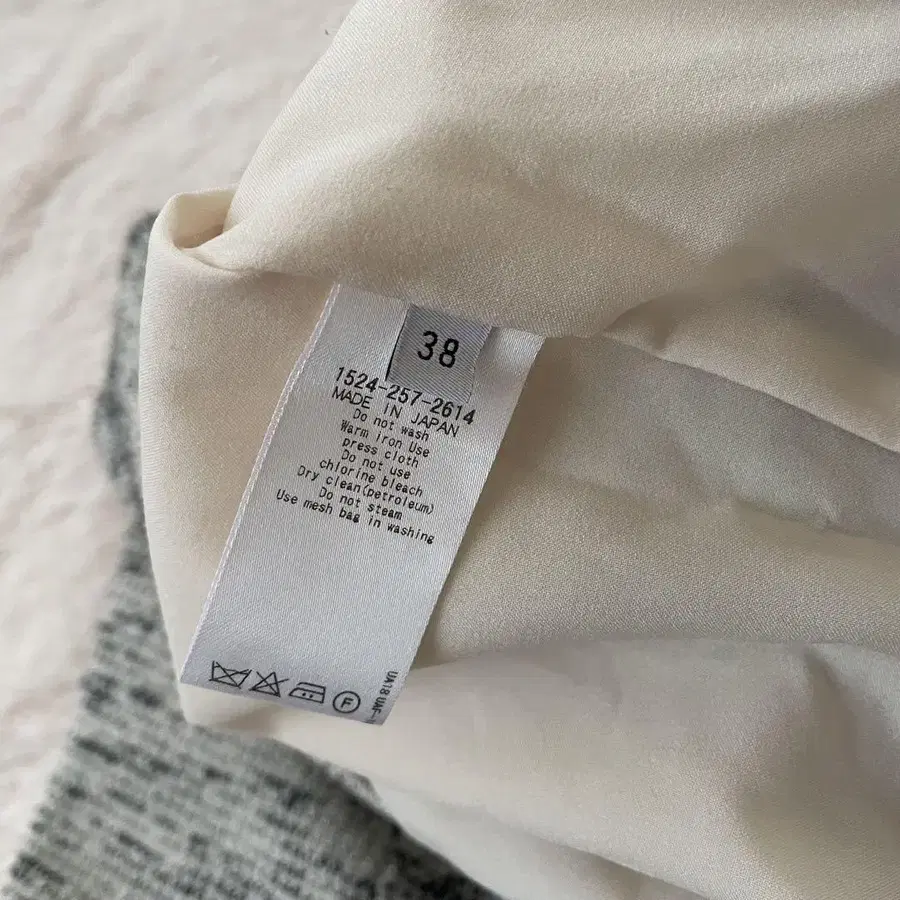 38
1524-257-2614
MADE IN JAPAN
Do not wash
Warm iron Use
press cloth
Do not use
chlorine bleach
Dry clean(petroleum)
Do not steam
Use mesh bag in washing
F